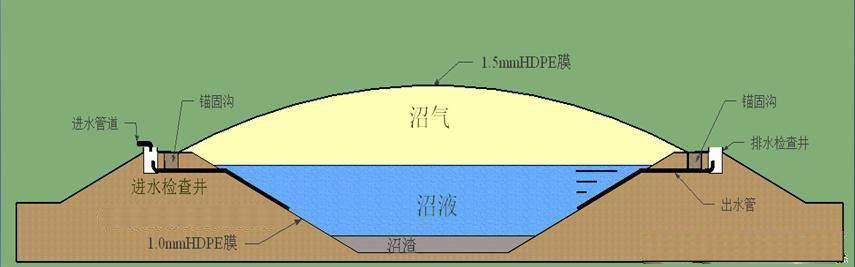 1.5mmHDPE膜
锚固沟
锚固沟
沼气
进水管道
排水检查井
进水检查井
沼液
出水管
1.0mmHDPE膜
沼渣